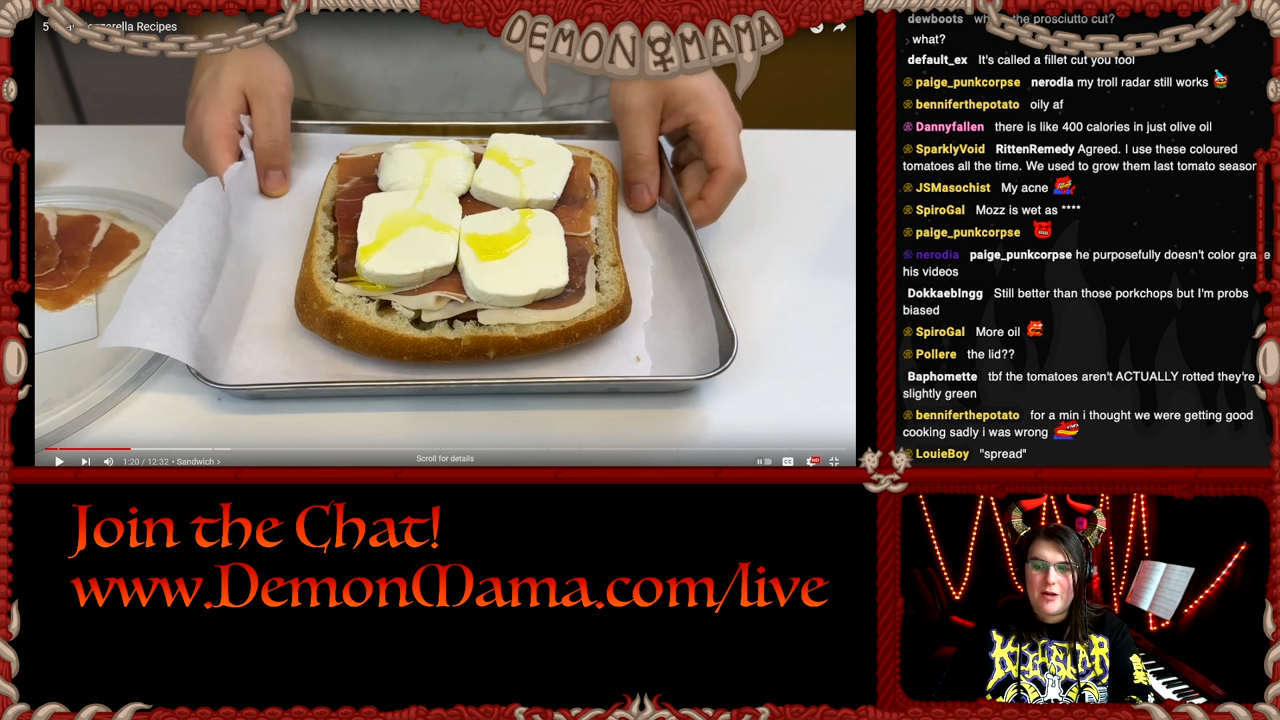 5
Recipes
DEMON MAMA
dewboots the prosciutto cut?
what?
default_ex It's called a fillet cut you fool
paige_punkcorpse nerodia my troll radar still works
benniferthepotato oily af
Dannyfallen there is like 400 calories in just olive oil
SparklyVoid RittenRemedy Agreed. I use these coloured
tomatoes all the time. We used to grow them last tomato season
JSMasochist My acne
SpiroGal Mozz is wet as ****
paige_punkcorpse
nerodia paige_punkcorpse he purposefully doesn't color
his videos
DokkaebIngg Still better than those porkchops but I'm probs
biased
SpiroGal More oil
Pollere the lid??
Baphomette tbf the tomatoes aren't ACTUALLY rotted they're
slightly green
benniferthepotato for a min i thought we were getting good
cooking sadly i was wrong
LouieBoy "spread"
Scroll for details
1:20 / 12:32 • Sandwich ›
CC
HD
Join the Chat!
www.DemonMama.com/live
KILLSTAR